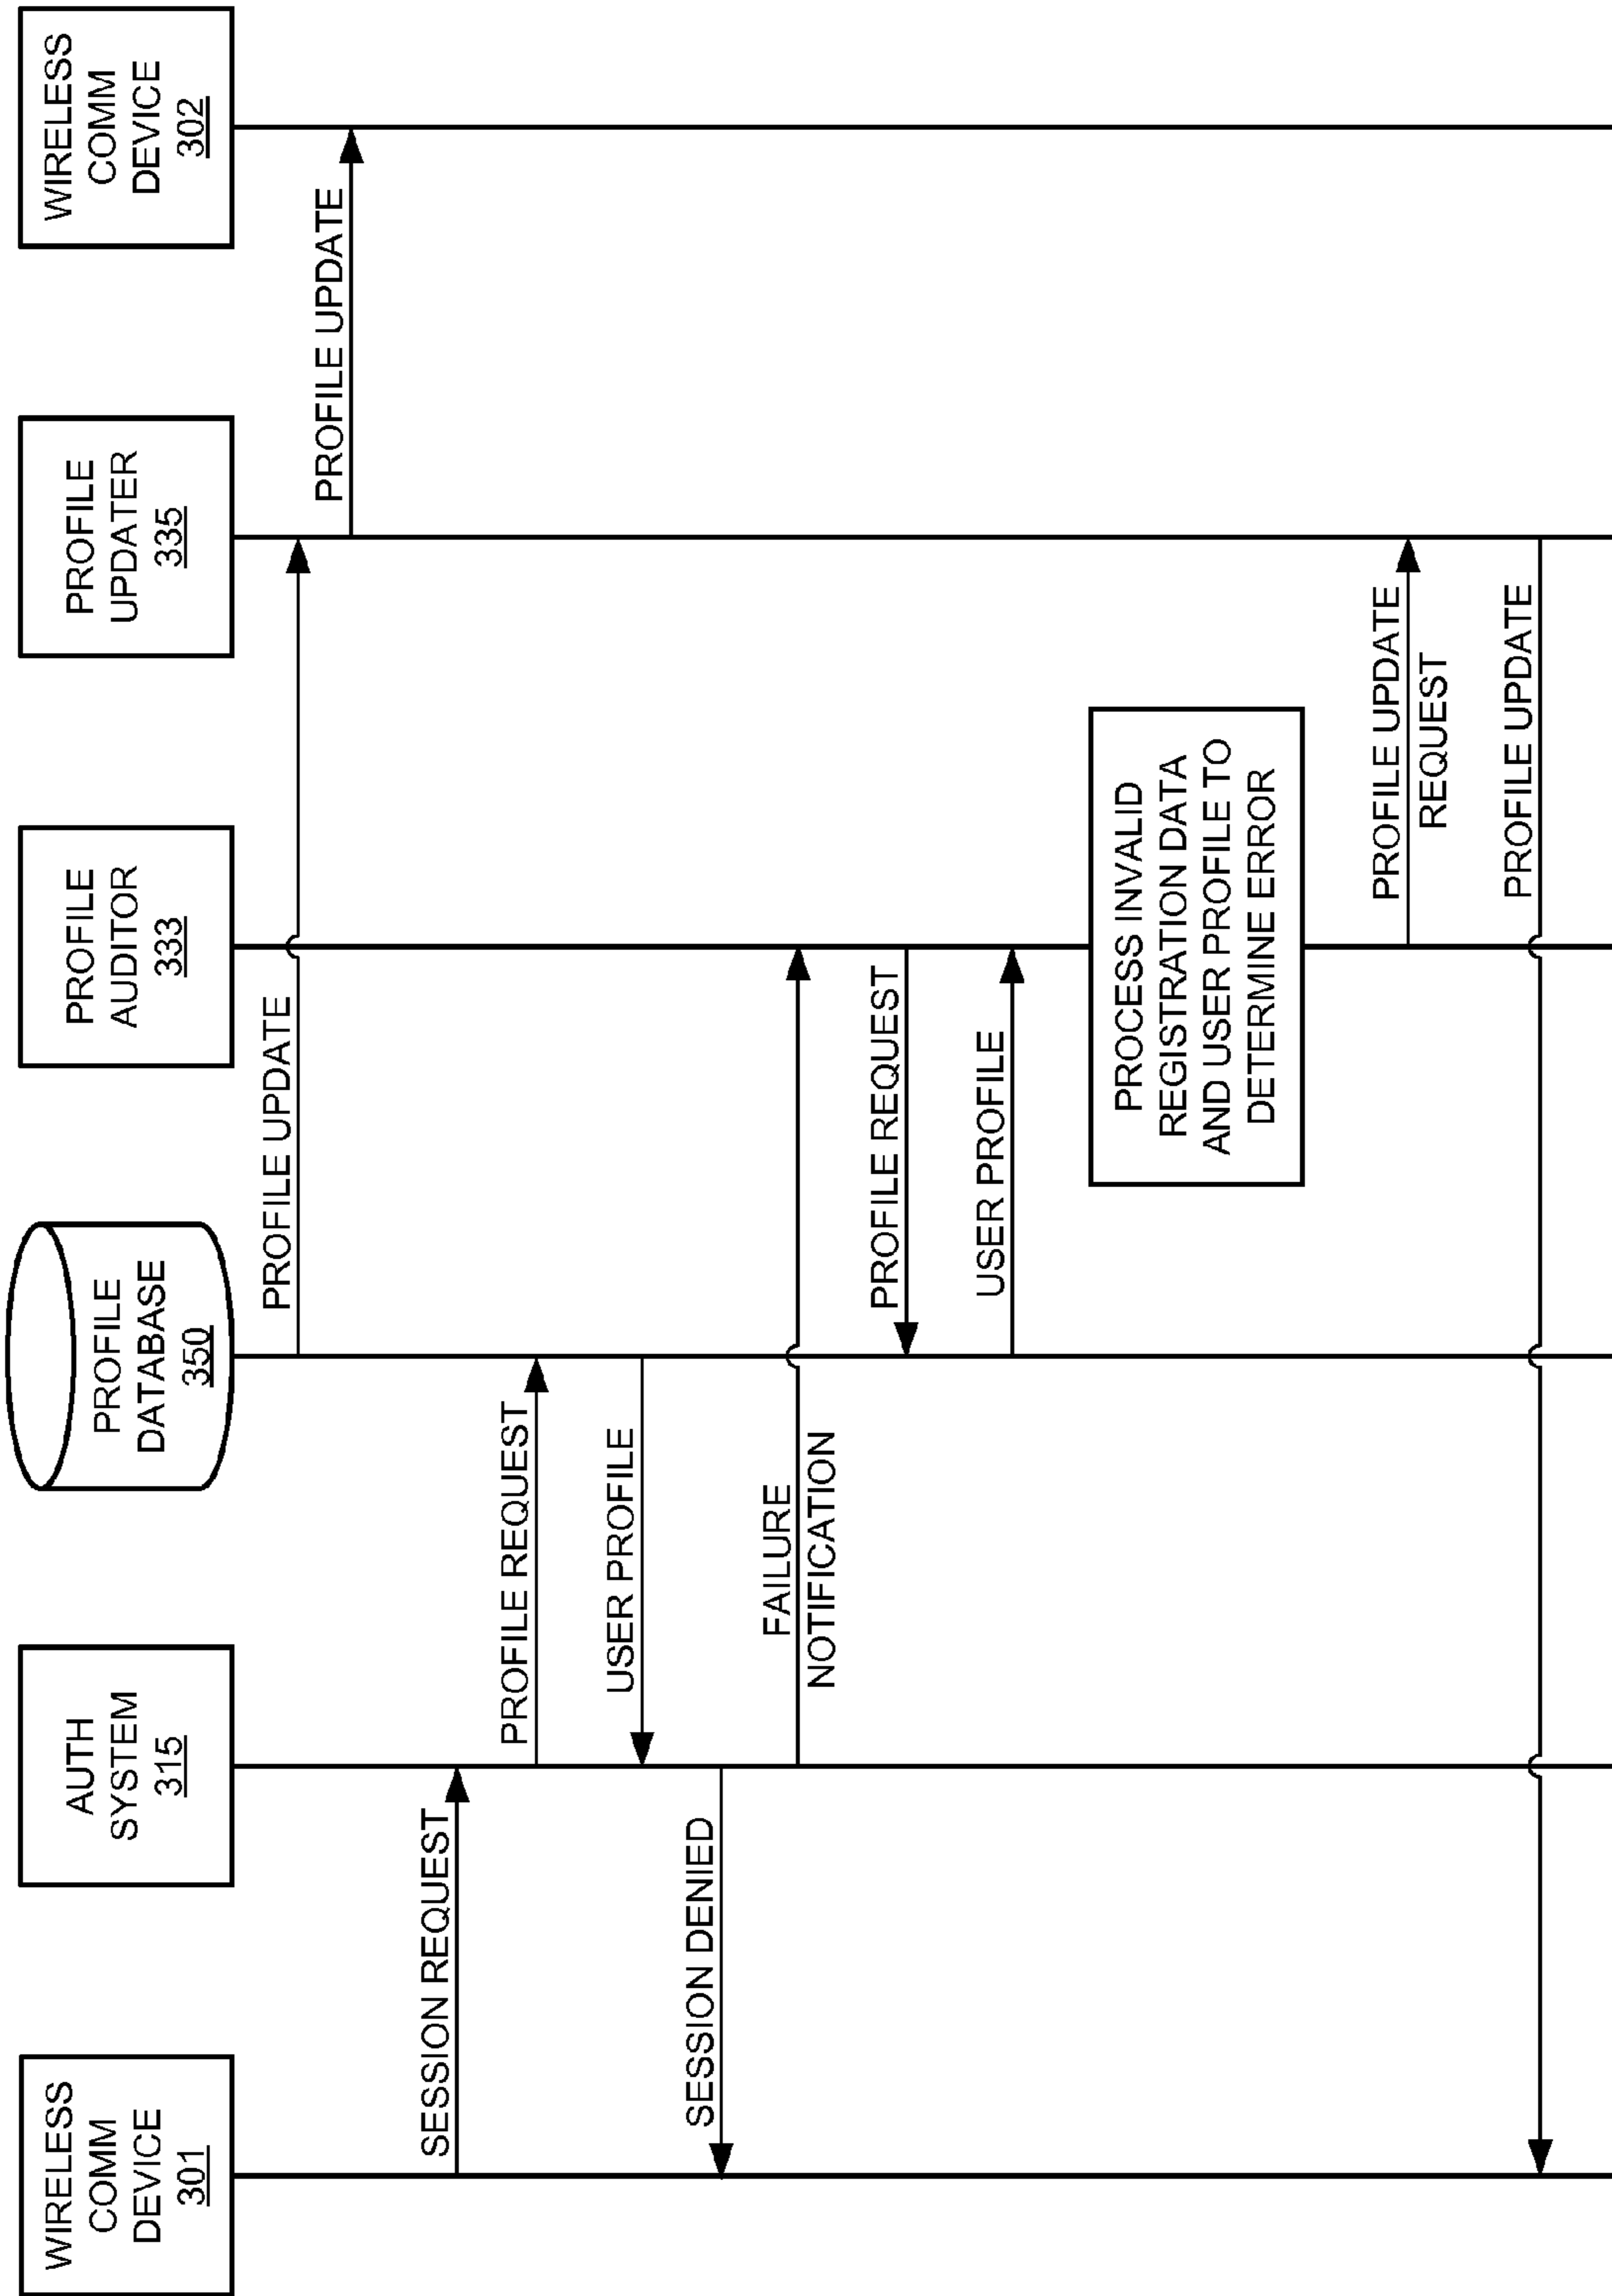 WIRELESS
COMM
DEVICE
301
AUTH
SYSTEM
315
PROFILE
DATABASE
350
PROFILE
AUDITOR
333
PROFILE
UPDATER
335
WIRELESS
COMM
DEVICE
302
PROFILE UPDATE
PROFILE UPDATE
SESSION REQUEST
PROFILE REQUEST
USER PROFILE
SESSION DENIED
FAILURE
NOTIFICATION
PROFILE REQUEST
USER PROFILE
PROCESS INVALID
REGISTRATION DATA
AND USER PROFILE TO
DETERMINE ERROR
PROFILE UPDATE
REQUEST
PROFILE UPDATE